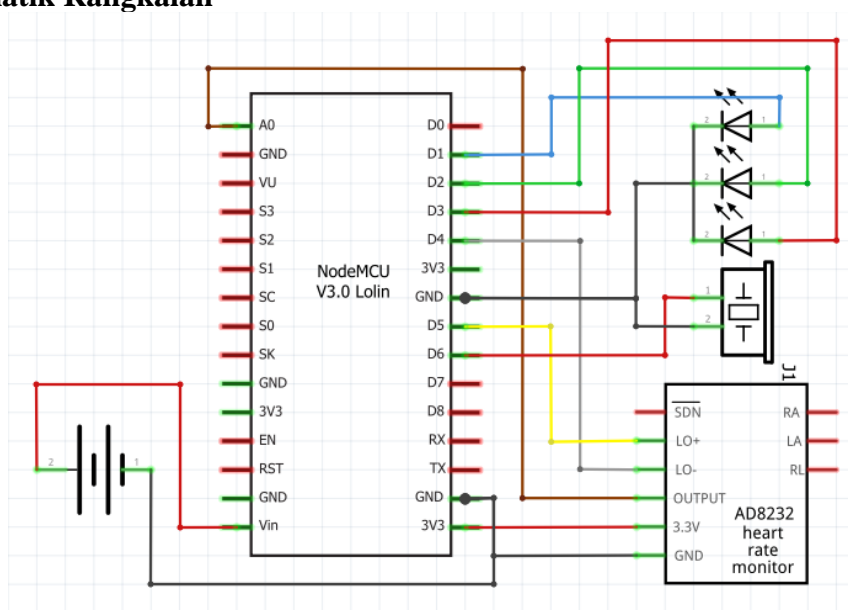 atik Rangkaian
A0
GND
VU
S3
S2
S1
SC
S0
SK
GND
3V3
EN
RST
GND
Vin
NodeMCU
V3.0 Lolin
D0
D1
D2
D3
D4
3V3
GND
D5
D6
D7
D8
RX
TX
GND
3V3
2 1
2 1
2 1
1
2
J1
SDN
LO+
LO-
OUTPUT
3.3V
GND
RA
LA
RL
AD8232
heart
rate
monitor
2 1